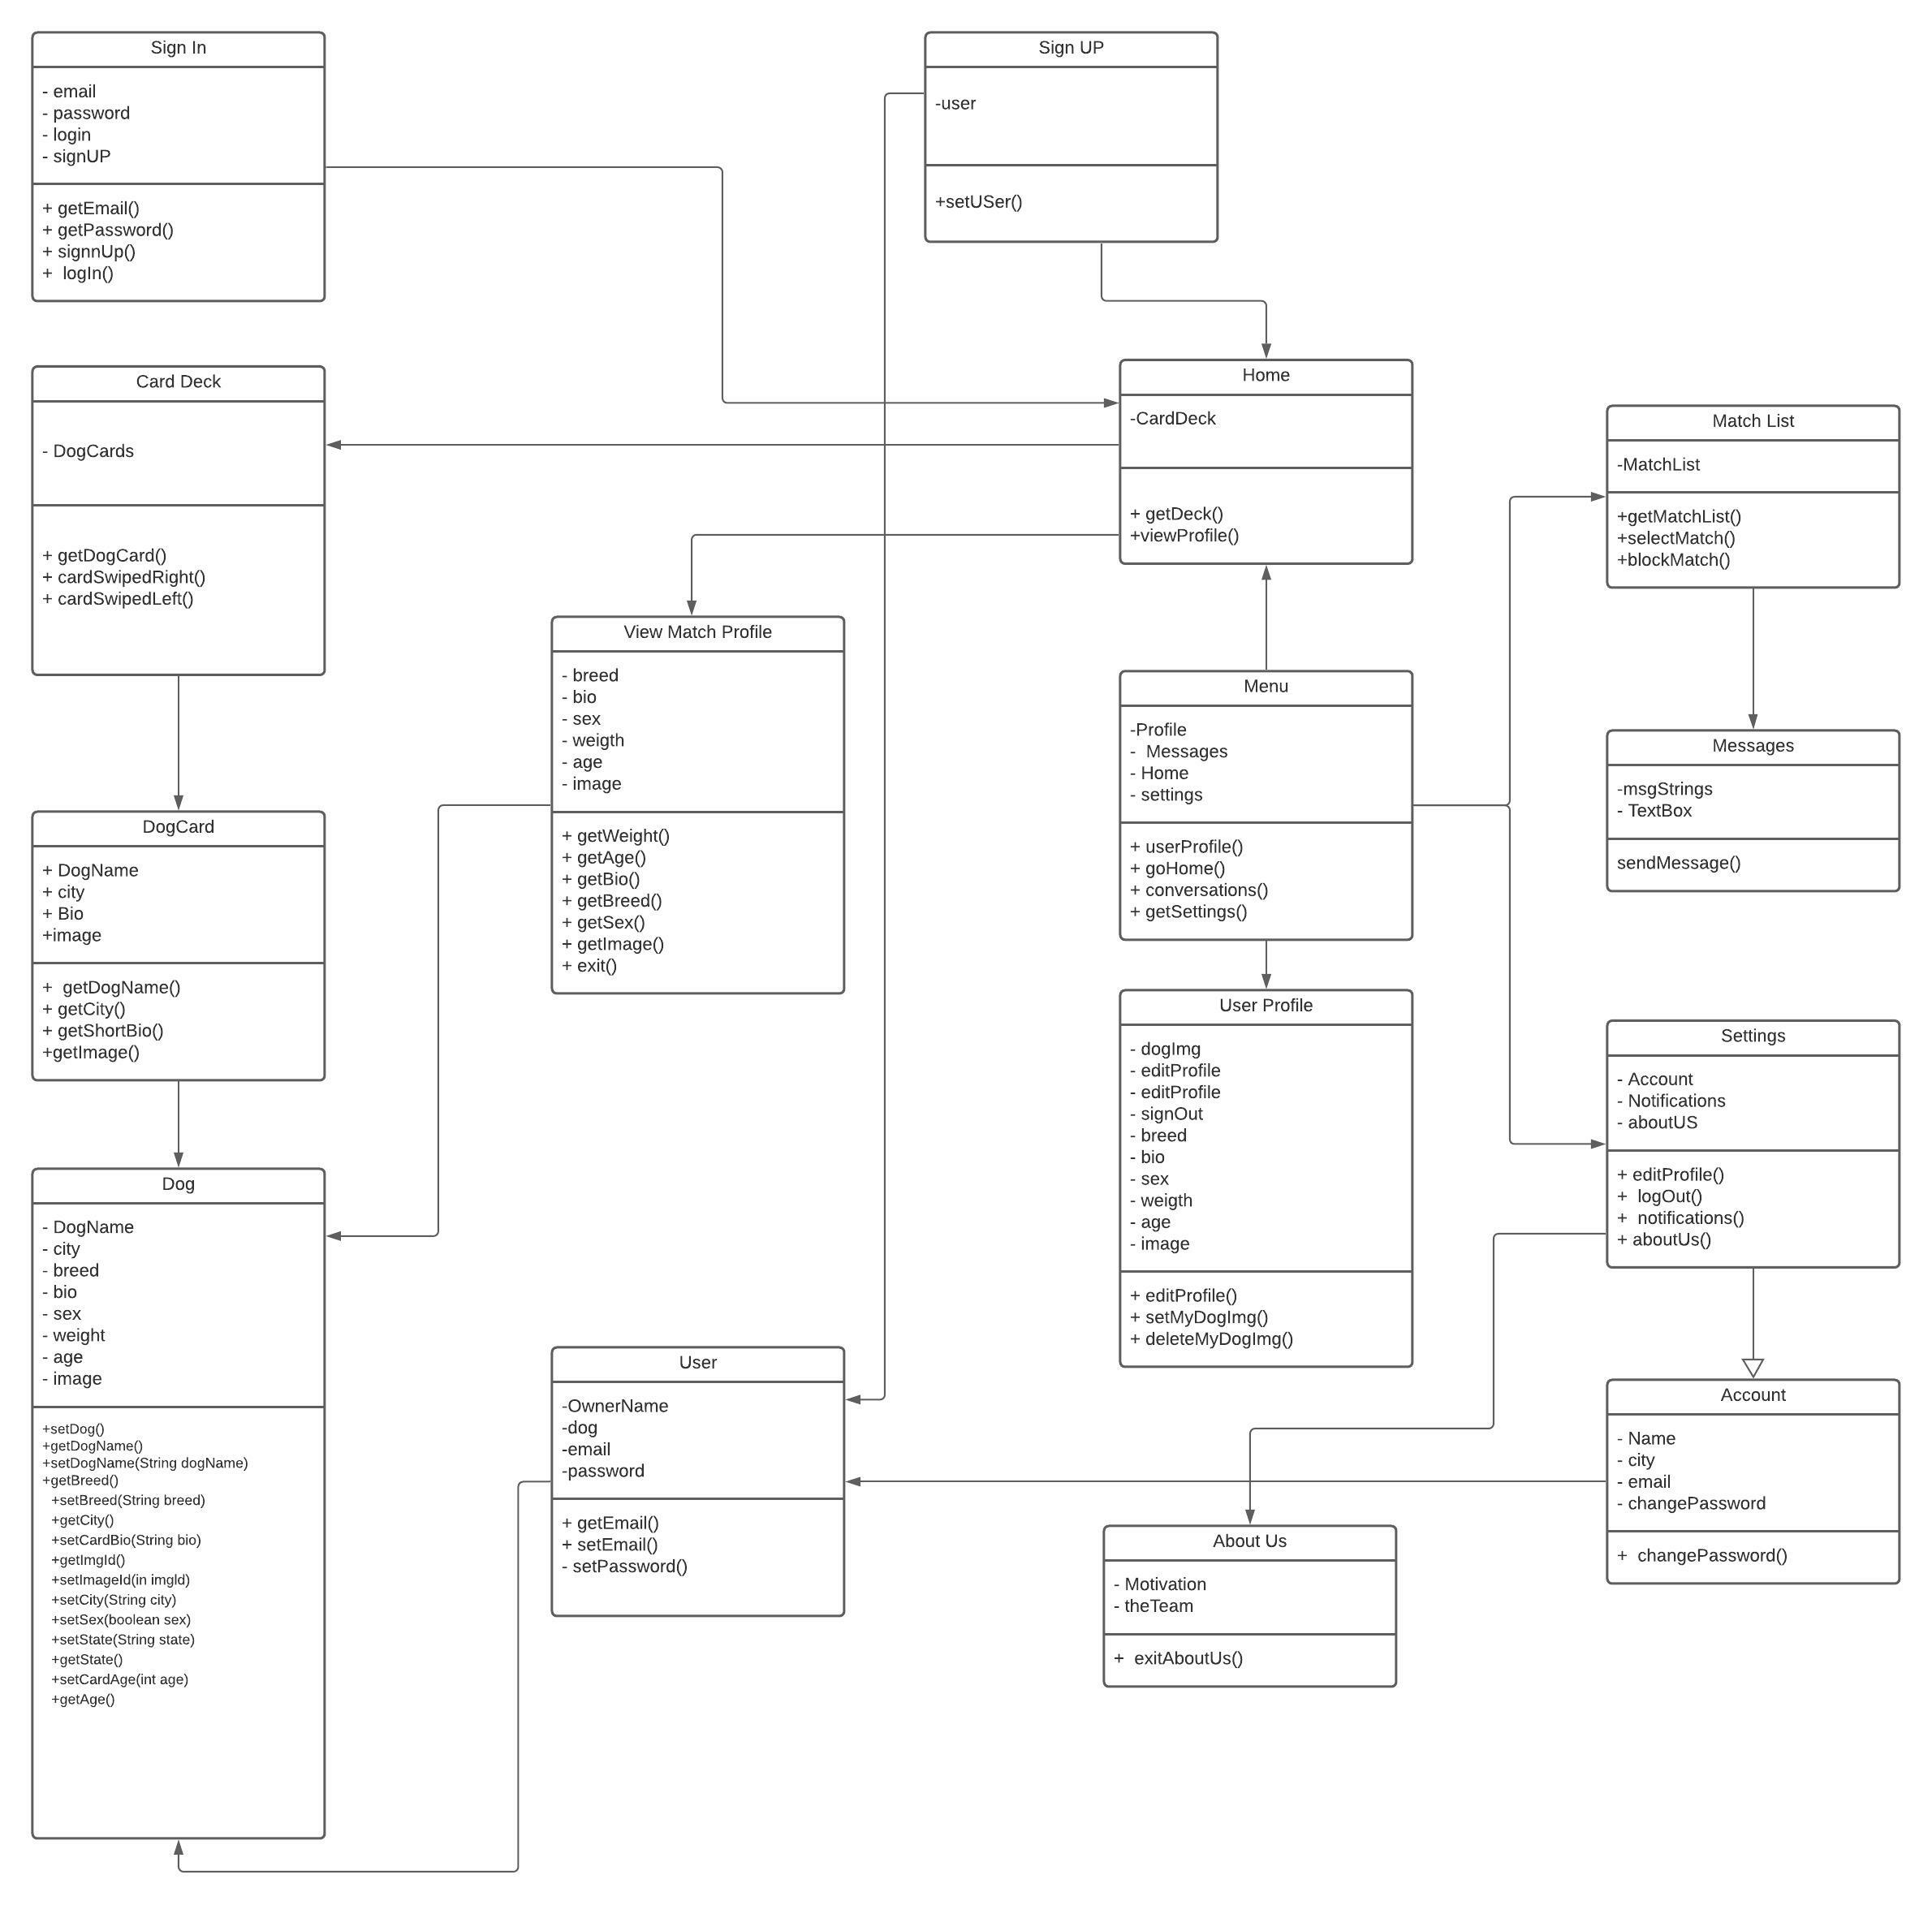 Sign In
- email
- password
- login
- signUP
+ getEmail()
+ getPassword()
+ signnUp()
+  logIn()
Sign UP
-user
+setUSer()
Card Deck
- DogCards
+ getDogCard()
+ cardSwipedRight()
+ cardSwipedLeft()
Home
-CardDeck
+ getDeck()
+viewProfile()
Match List
-MatchList
+getMatchList()
+selectMatch()
+blockMatch()
View Match Profile
- breed
- bio
- sex
- weigth
- age
- image
+ getWeight()
+ getAge()
+ getBio()
+ getBreed()
+ getSex()
+ getImage()
+ exit()
Menu
-Profile
-  Messages
- Home
- settings
+ userProfile()
+ goHome()
+ conversations()
+ getSettings()
Messages
-msgStrings
- TextBox
sendMessage()
DogCard
+ DogName
+ city
+ Bio
+image
+  getDogName()
+ getCity()
+ getShortBio()
+getImage()
User Profile
- dogImg
- editProfile
- editProfile
- signOut
- breed
- bio
- sex
- weigth
- age
- image
+ editProfile()
+ setMyDogImg()
+ deleteMyDogImg()
Settings
- Account
- Notifications
- aboutUS
+ editProfile()
+  logOut()
+  notifications()
+ aboutUs()
Dog
- DogName
- city
- breed
- bio
- sex
- weight
- age
- image
+setDog()
+getDogName()
+setDogName(String dogName)
+getBreed()
+setBreed(String breed)
+getCity()
+setCardBio(String bio)
+getImgId()
+setImageId(in imgId)
+setCity(String city)
+setSex(boolean sex)
+setState(String state)
+getState()
+setCardAge(int age)
+getAge()
User
-OwnerName
-dog
-email
-password
+ getEmail()
+ setEmail()
- setPassword()
Account
- Name
- city
- email
- changePassword
+  changePassword()
About Us
- Motivation
- theTeam
+  exitAboutUs()